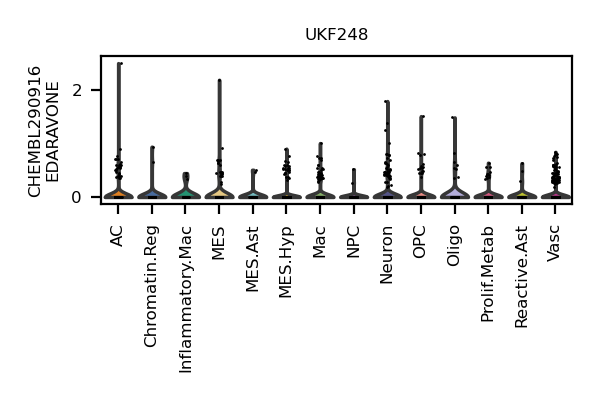 UKF248
CHEMBL290916
EDARAVONE
2
0
AC
Chromatin.Reg
Inflammatory.Mac
MES
MES.Ast
MES.Hyp
Mac
NPC
Neuron
OPC
Oligo
Prolif.Metab
Reactive.Ast
Vasc